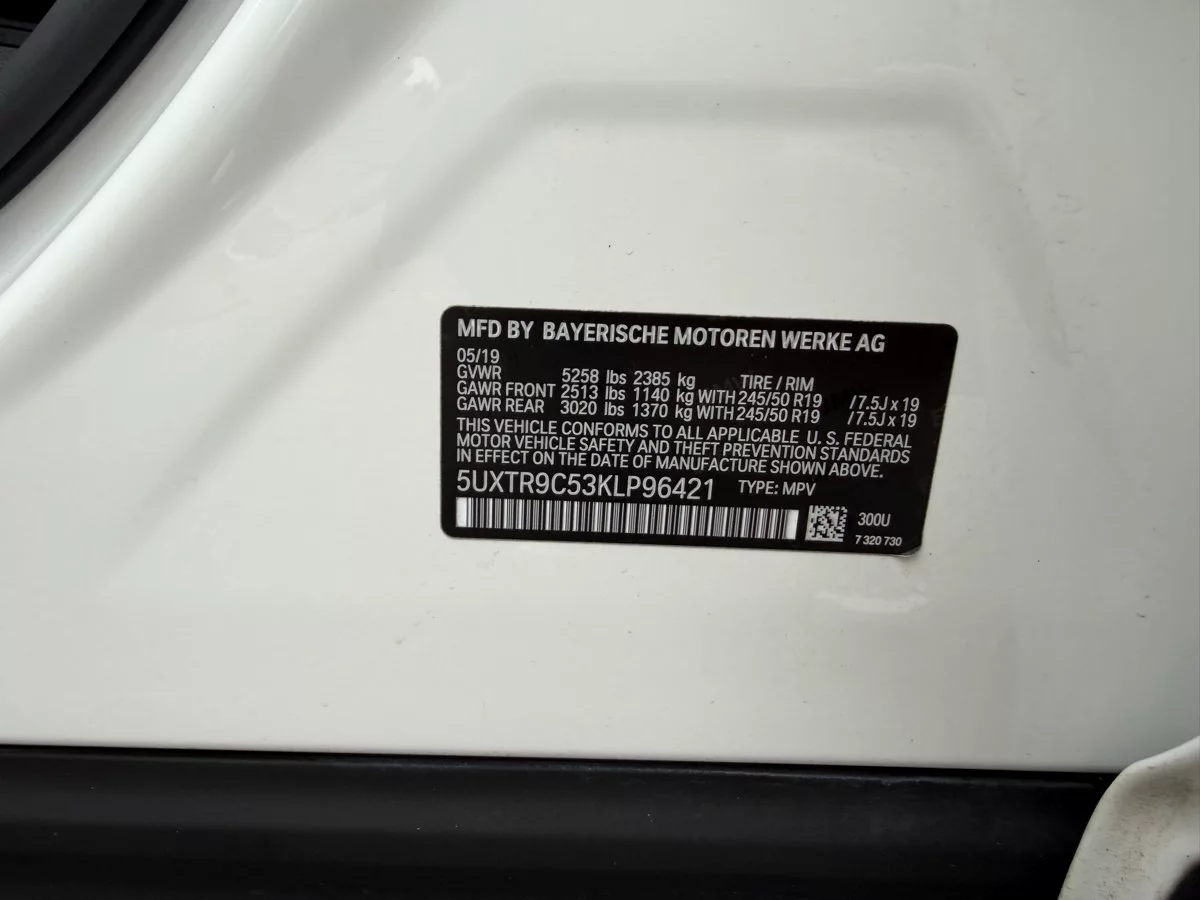 MFD BY BAYERISCHE MOTOREN WERKE AG
05/19
GVWR 5258 lbs 2385 kg TIRE / RIM
GAWR FRONT 2513 lbs 1140 kg WITH 245/50 R19 / 7.5J x 19
GAWR REAR 3020 lbs 1370 kg WITH 245/50 R19 / 7.5J x 19
THIS VEHICLE CONFORMS TO ALL APPLICABLE U. S. FEDERAL
MOTOR VEHICLE SAFETY AND THEFT PREVENTION STANDARDS
IN EFFECT ON THE DATE OF MANUFACTURE SHOWN ABOVE.
5UXTR9C53KLP96421 TYPE: MPV
300U
7 320 730